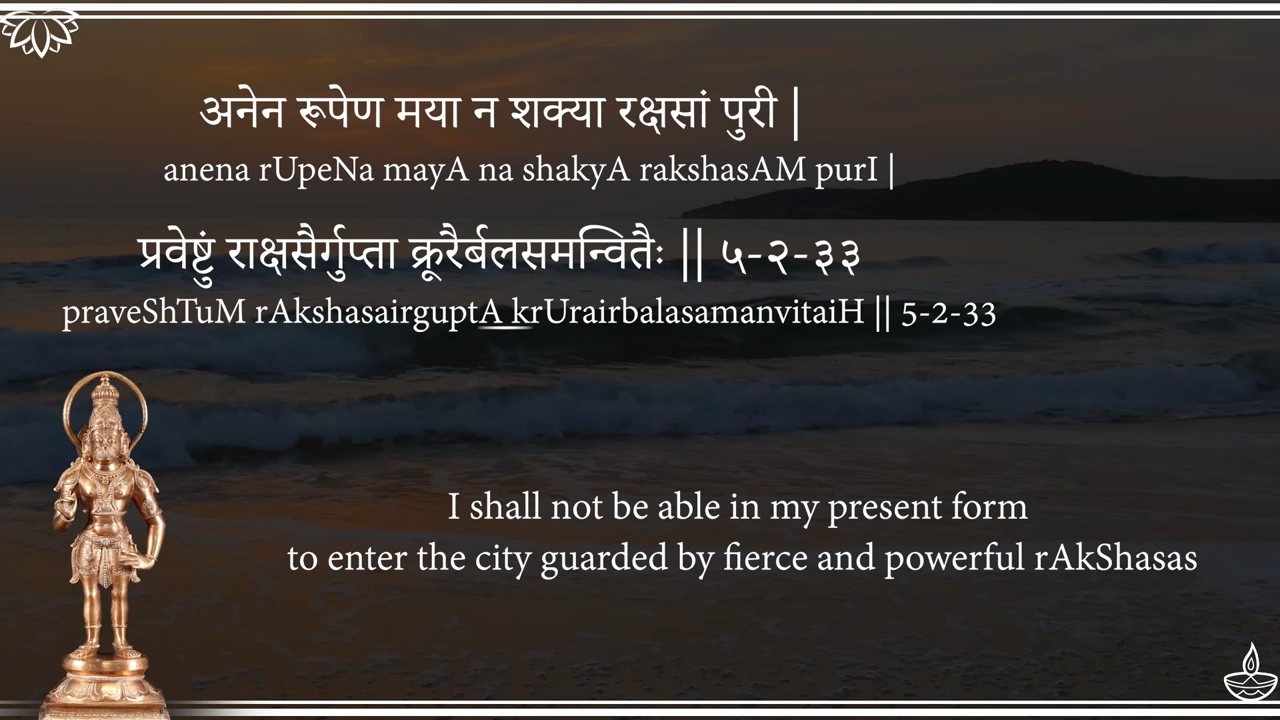 अनेन रूपेण मया न शक्या रक्षसां पुरी |
anena rUpeNa mayA na shakyA rakshasAM purI |
प्रवेष्टुं राक्षसैर्गुप्ता क्रूरैर्बलसमन्वितैः || ५-२-३३
praveShTuM rAkshasairguptA krUrairbalasamanvitaiH || 5-2-33
I shall not be able in my present form
to enter the city guarded by fierce and powerful rAkShasas